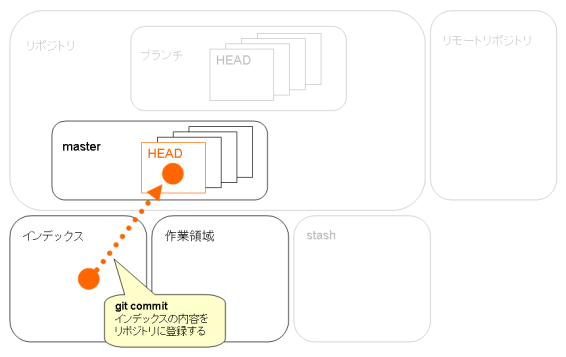 リポジトリ
ブランチ
HEAD
リモートリポジトリ
master
HEAD
インデックス
作業領域
stash
git commit
インデックスの内容を
リポジトリに登録する